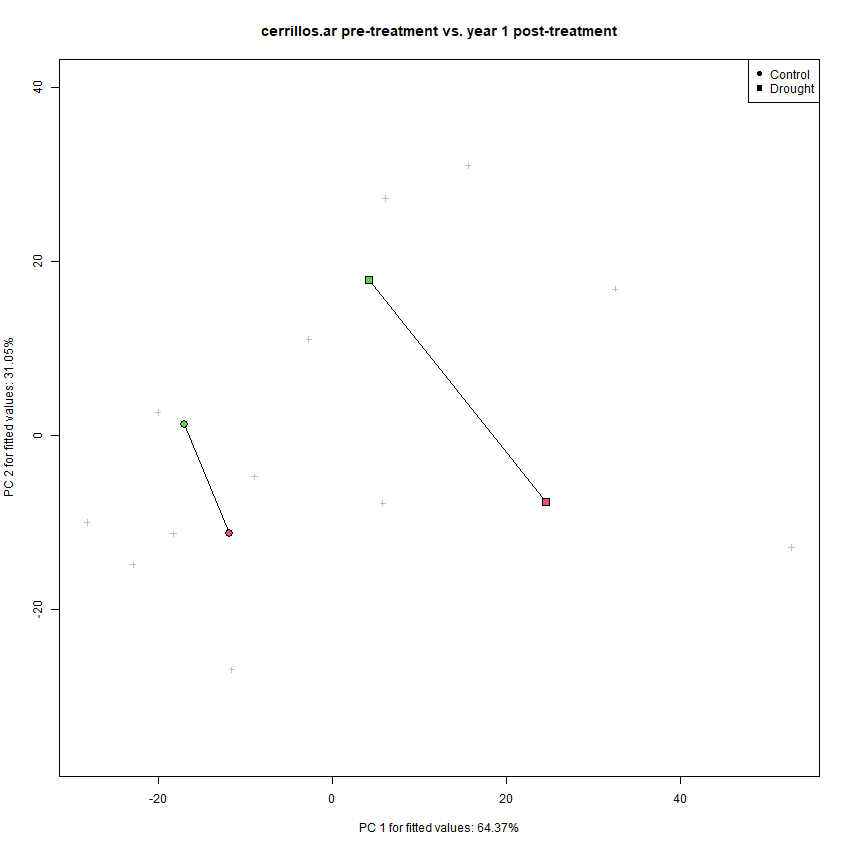 cerrillos.ar pre-treatment vs. year 1 post-treatment
Control
Drought
40
20
0
-20
PC 2 for fitted values: 31.05%
-20
0
20
40
PC 1 for fitted values: 64.37%